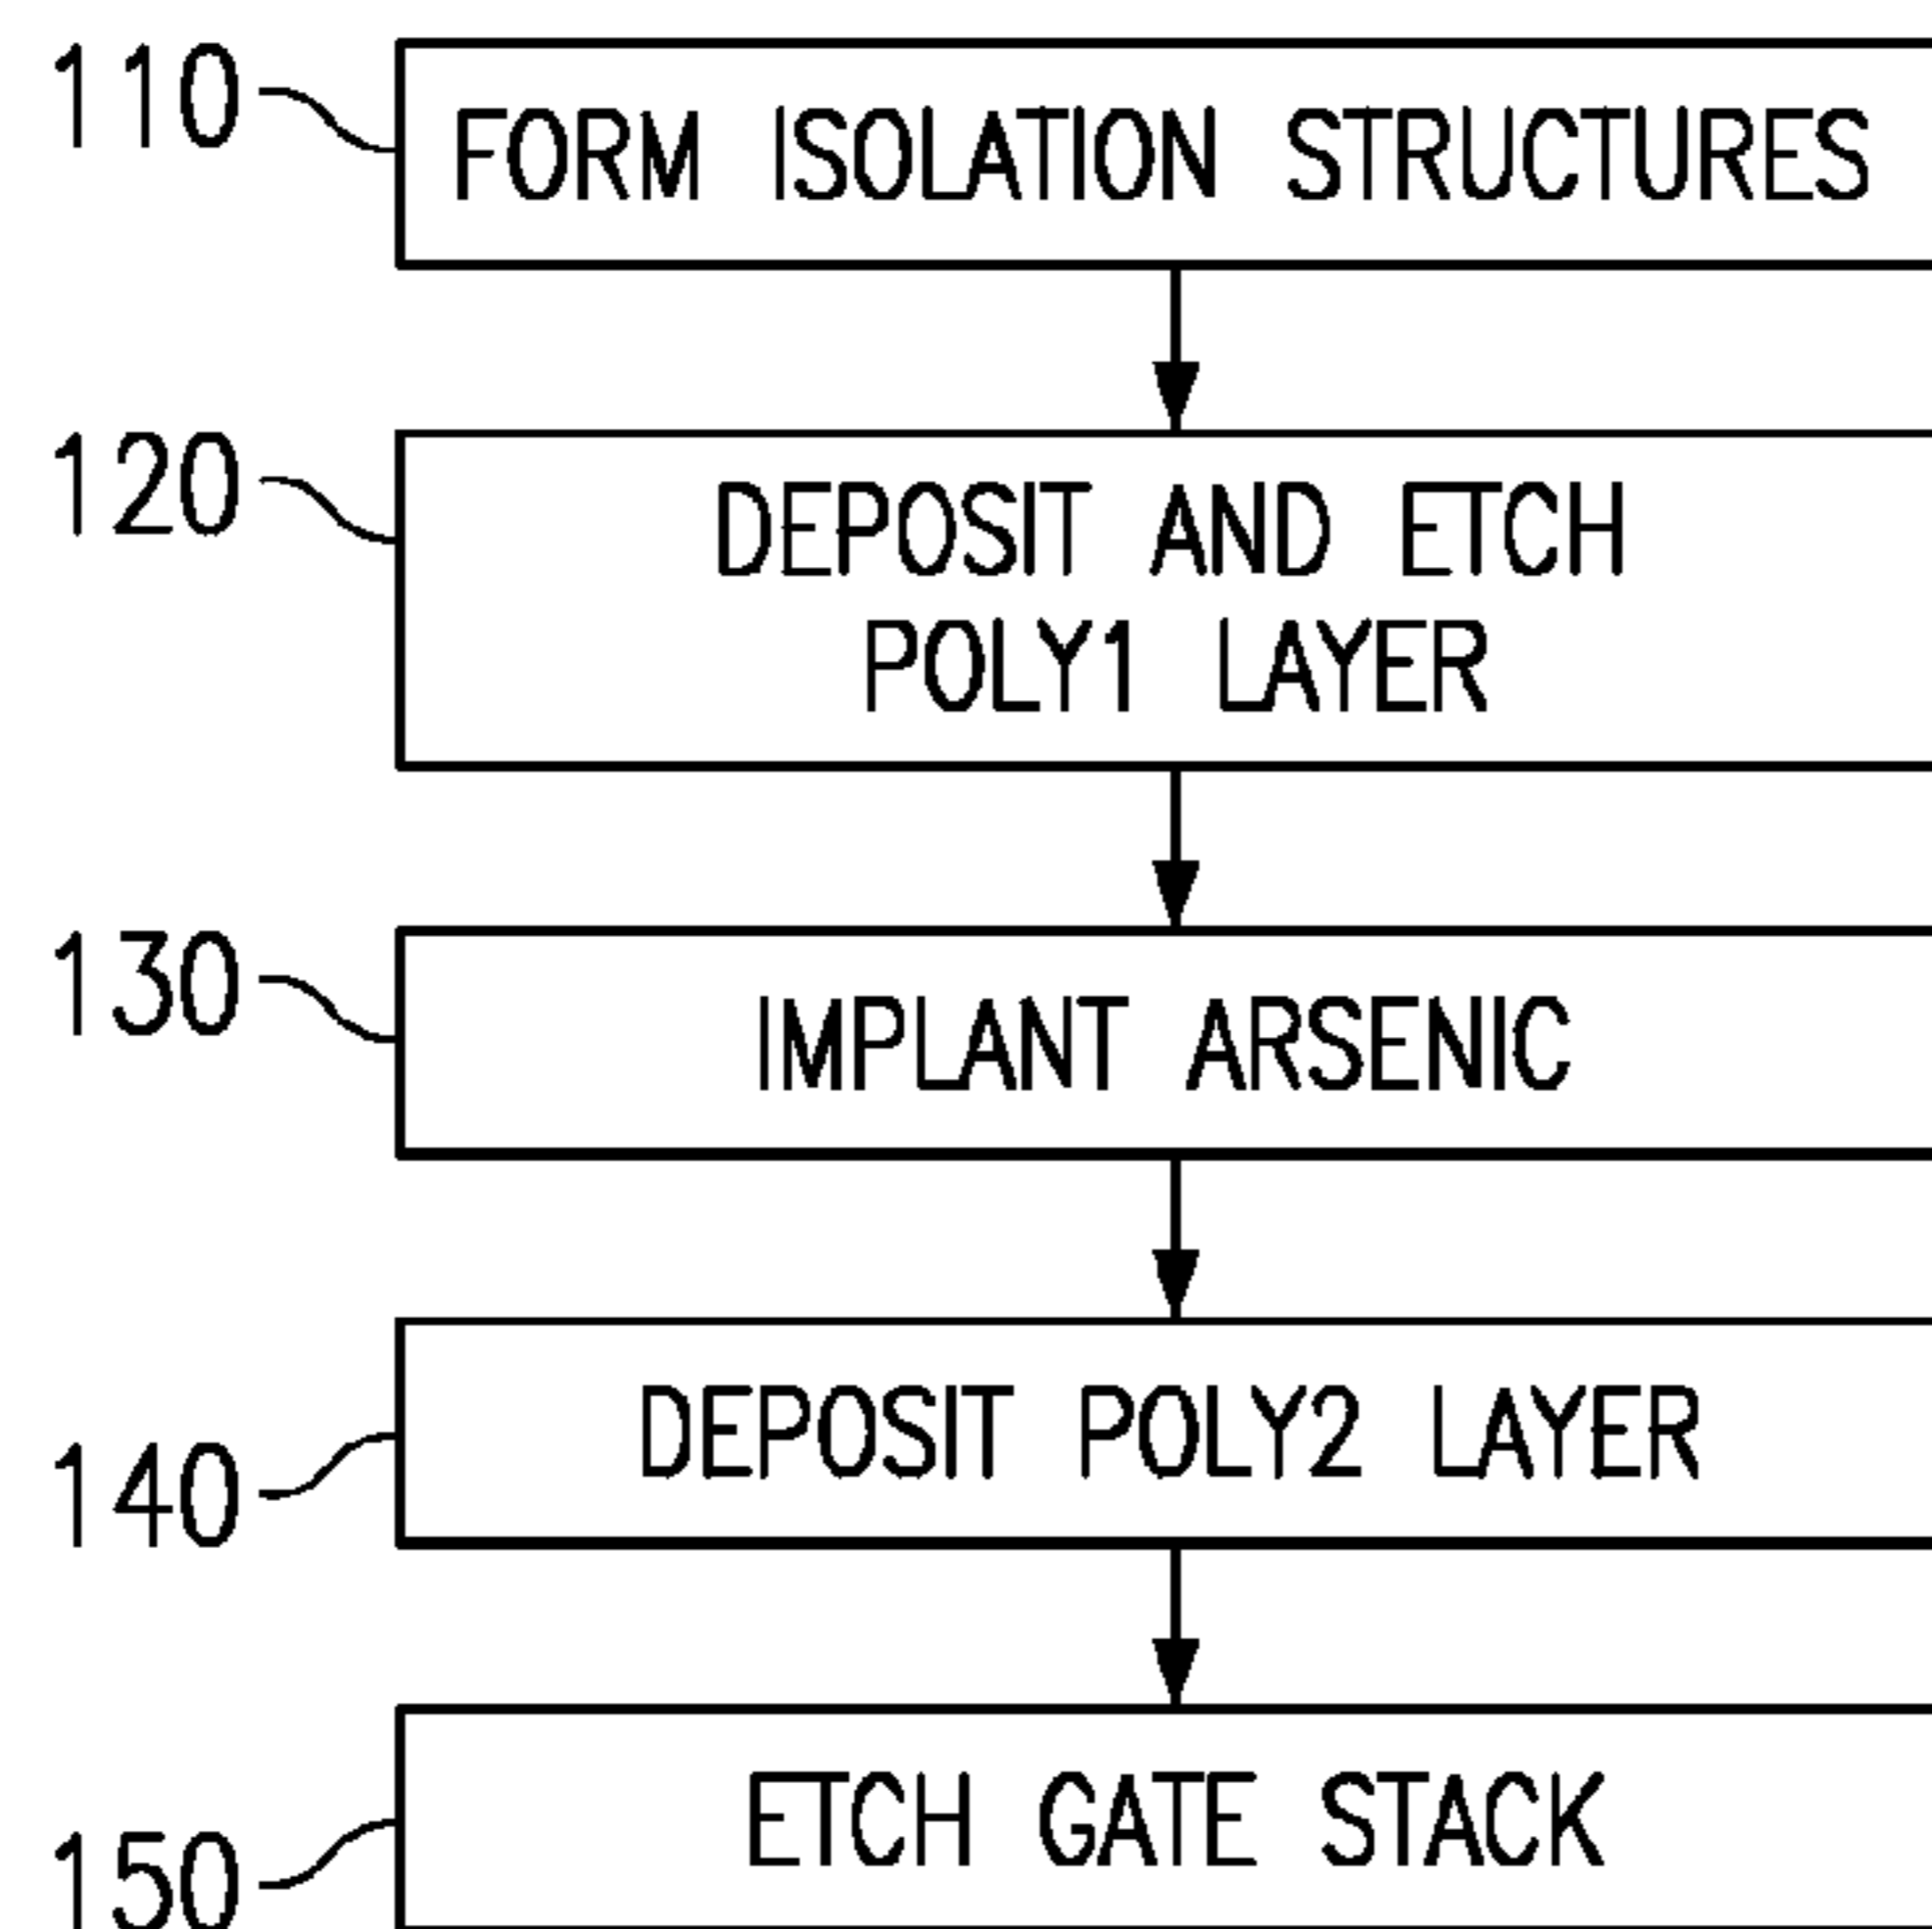 110
FORM ISOLATION STRUCTURES
120
DEPOSIT AND ETCH
POLY1 LAYER
130
IMPLANT ARSENIC
140
DEPOSIT POLY2 LAYER
150
ETCH GATE STACK